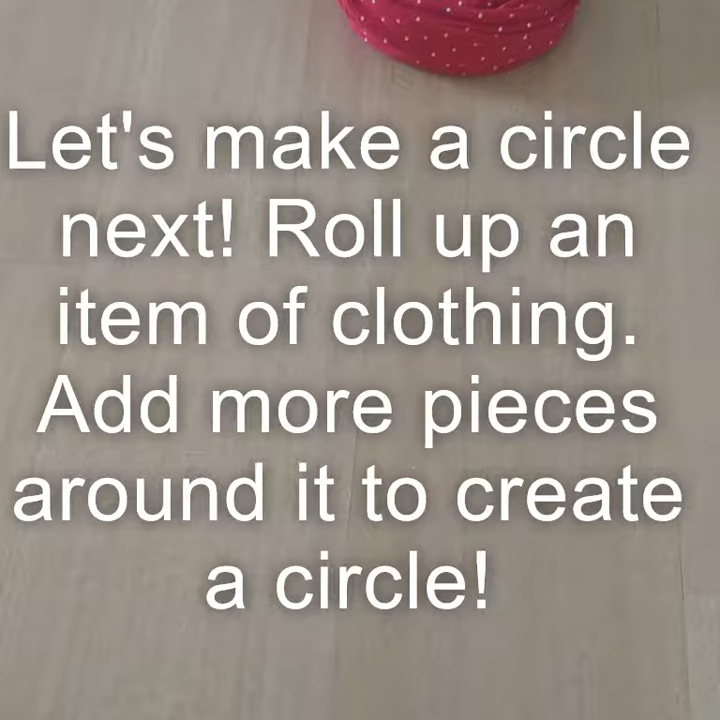 Let's make a circle
next! Roll up an
item of clothing.
Add more pieces
around it to create
a circle!